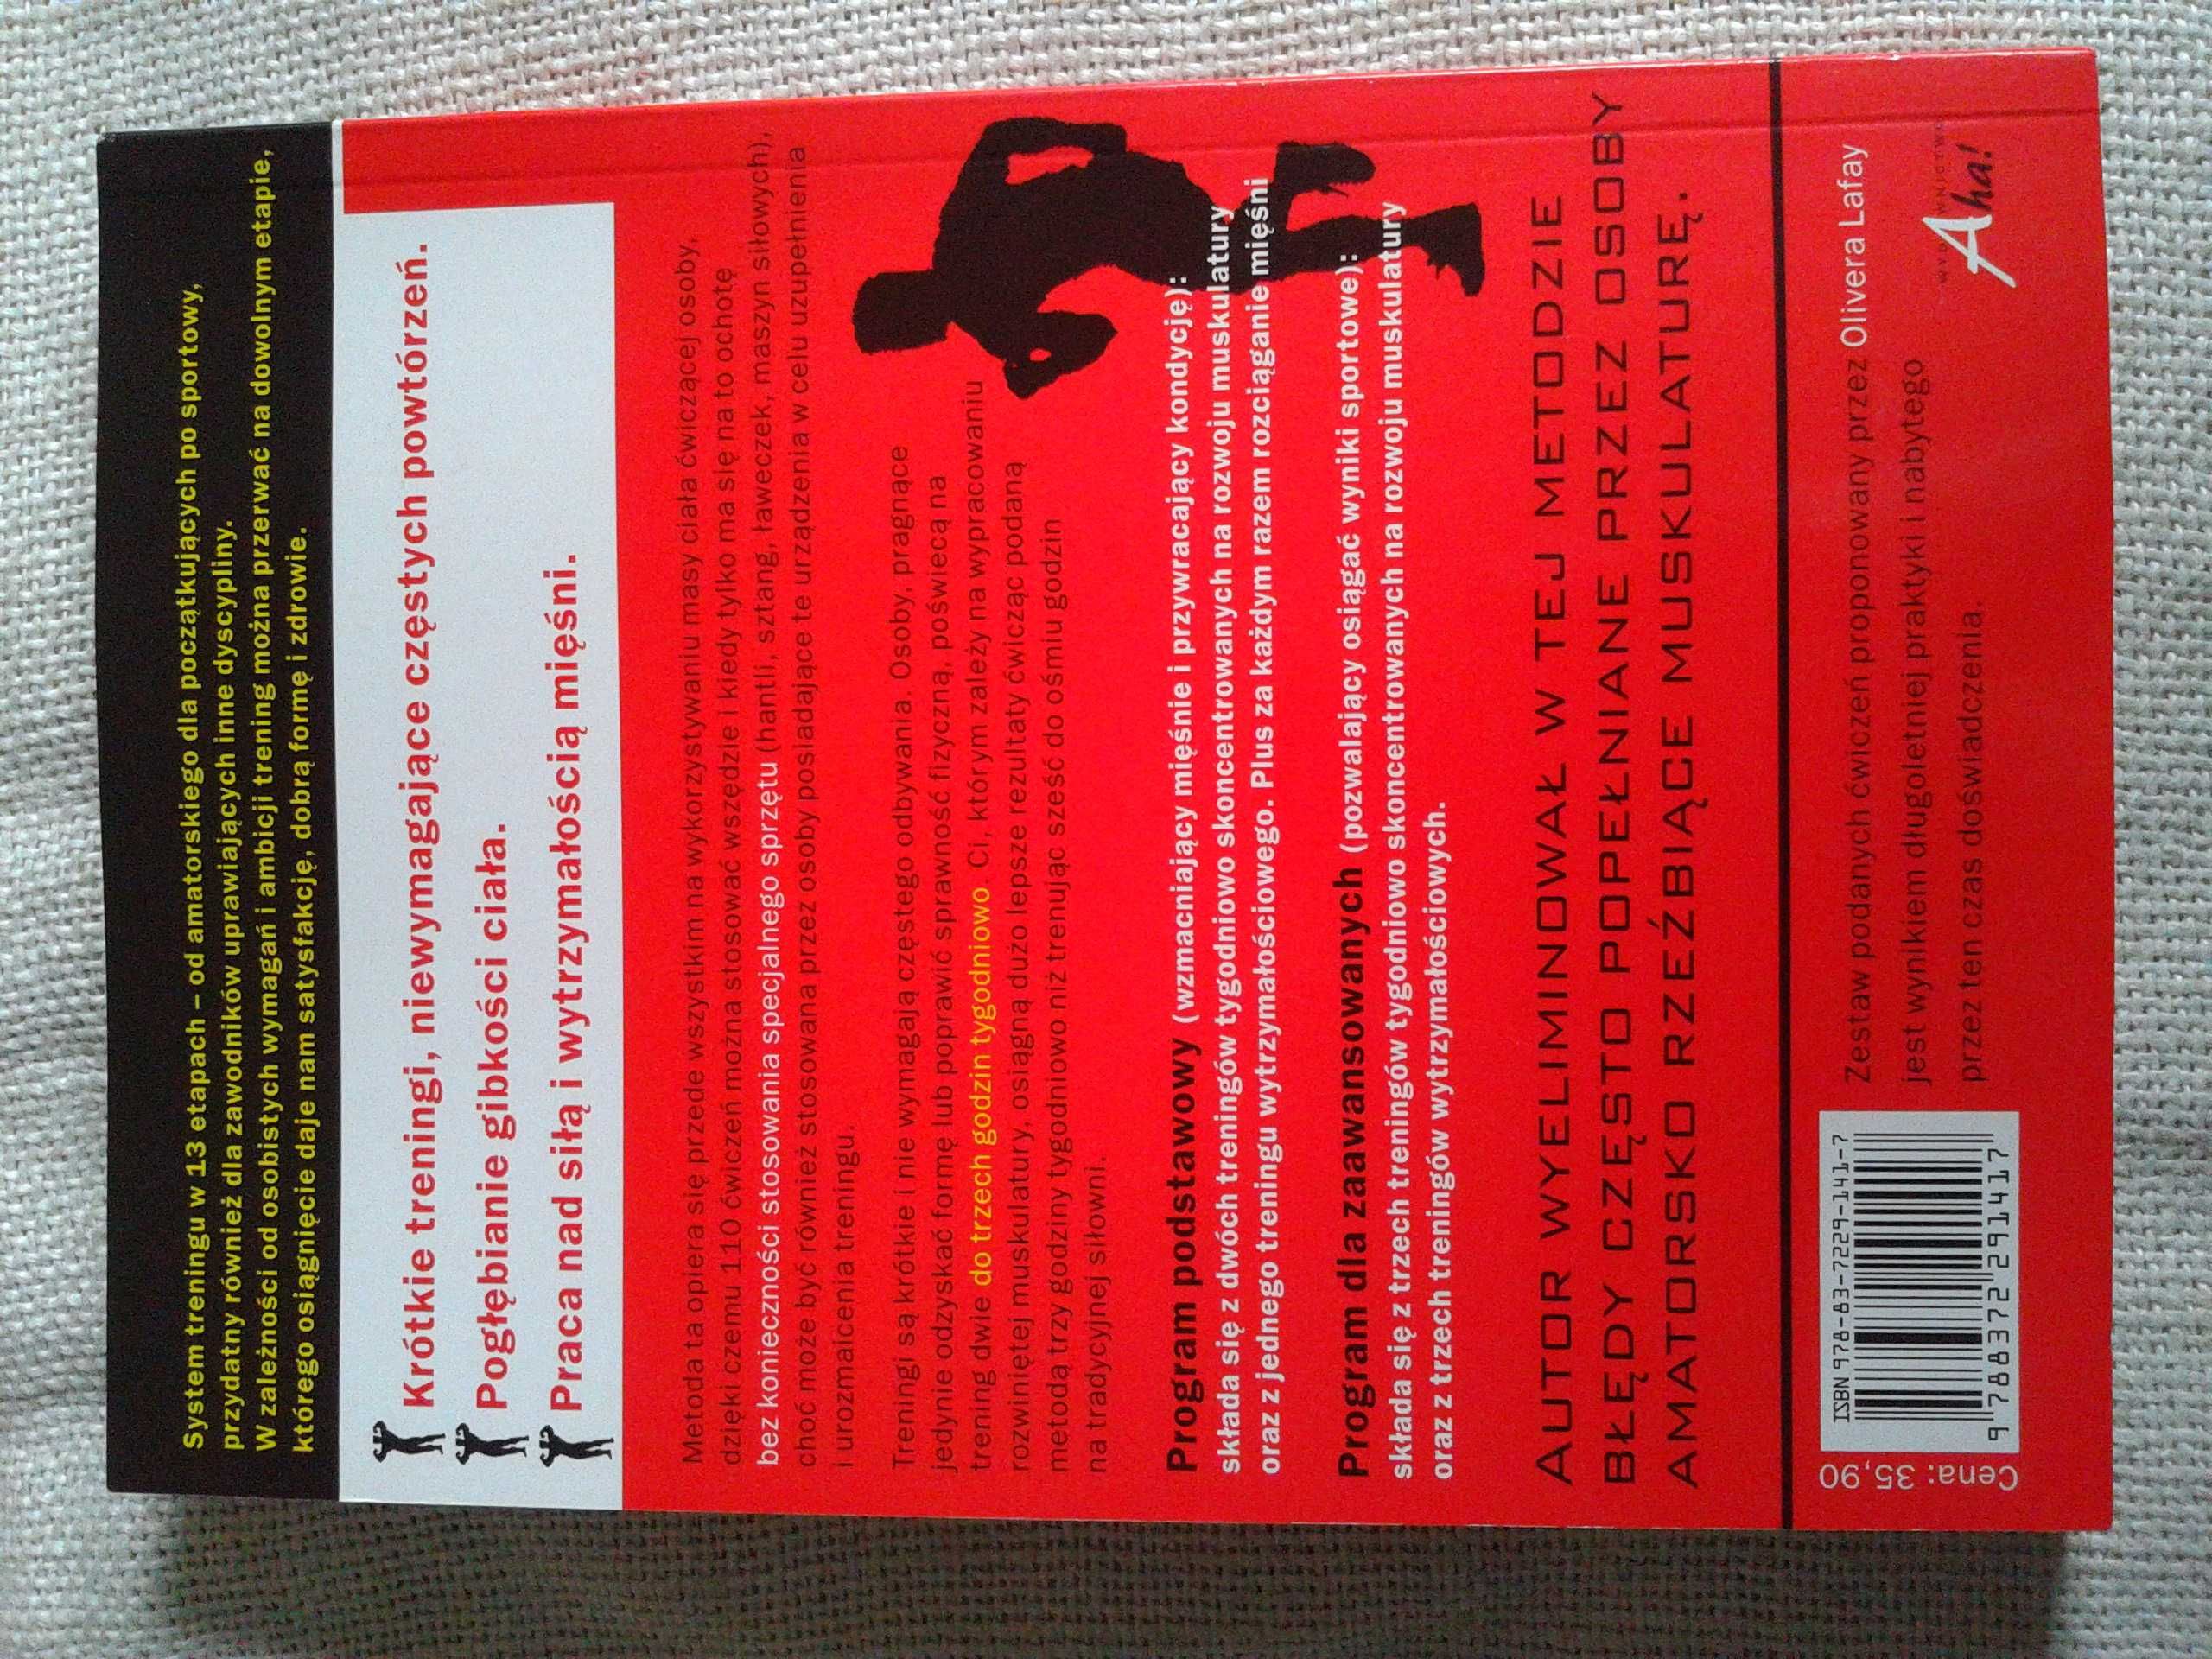 System treningu w 13 etapach – od amatorskiego dla początkujących po sportowy,
przydatny również dla zawodników uprawiających inne dyscypliny.
W zależności od osobistych wymagań i ambicji trening można przerwać na dowolnym etapie,
którego osiągnięcie daje nam satysfakcję, dobrą formę i zdrowie.
Krótkie treningi, niewymagające częstych powtórzeń.
Pogłębianie gibkości ciała.
Praca nad siłą i wytrzymałością mięśni.
Metoda ta opiera się przede wszystkim na wykorzystywaniu masy ciała ćwiczącej osoby,
dzięki czemu 110 ćwiczeń można stosować wszędzie i kiedy tylko ma się na to ochotę
bez konieczności stosowania specjalnego sprzętu (hantli, sztang, ławeczek, maszyn siłowych),
choć może być również stosowana przez osoby posiadające te urządzenia w celu uzupełnienia
i urozmaicenia treningu.
Treningi są krótkie i nie wymagają częstego odbywania. Osoby, pragnące
jedynie odzyskać formę lub poprawić sprawność fizyczną, poświęcą na
trening dwie do trzech godzin tygodniowo. Ci, którym zależy na wypracowaniu
rozwiniętej muskulatury, osiągną dużo lepsze rezultaty ćwicząc podaną
metodą trzy godziny tygodniowo niż trenując sześć do ośmiu godzin
na tradycyjnej siłowni.
Program podstawowy (wzmacniający mięśnie i przywracający kondycję):
składa się z dwóch treningów tygodniowo skoncentrowanych na rozwoju muskulatury
oraz z jednego treningu wytrzymałościowego. Plus za każdym razem rozciąganie mięśni
Program dla zaawansowanych (pozwalający osiągać wyniki sportowe):
składa się z trzech treningów tygodniowo skoncentrowanych na rozwoju muskulatury
oraz z trzech treningów wytrzymałościowych.
AUTOR WYELIMINOWAŁ W TEJ METODZIE
BŁĘDY CZĘSTO POPEŁNIANE PRZEZ OSOBY
AMATORSKO RZEŹBIĄCE MUSKULATURĘ.
Cena: 35,90
ISBN 978-83-7229-141-7
9 788372 291417
Zestaw podanych ćwiczeń proponowany przez Olivera Lafay
jest wynikiem długoletniej praktyki i nabytego
przez ten czas doświadczenia.
WYDAWNICTWO
Aha!